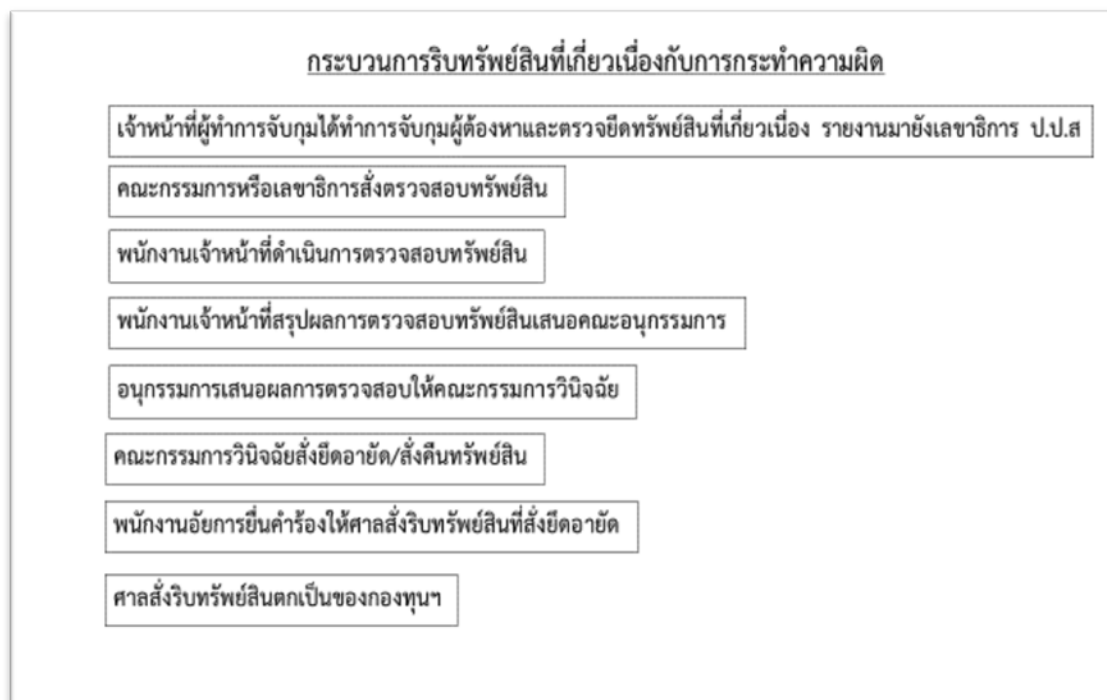 กระบวนการริบทรัพย์สินที่เกี่ยวเนื่องกับการกระทำความผิด
เจ้าหน้าที่ผู้ทำการจับกุมได้ทำการจับกุมผู้ต้องหาและตรวจยึดทรัพย์สินที่เกี่ยวเนื่อง รายงานมายังเลขาธิการ ป.ป.ส
คณะกรรมการหรือเลขาธิการสั่งตรวจสอบทรัพย์สิน
พนักงานเจ้าหน้าที่ดำเนินการตรวจสอบทรัพย์สิน
พนักงานเจ้าหน้าที่สรุปผลการตรวจสอบทรัพย์สินเสนอคณะอนุกรรมการ
อนุกรรมการเสนอผลการตรวจสอบให้คณะกรรมการวินิจฉัย
คณะกรรมการวินิจฉัยสั่งยึดอายัด/สั่งคืนทรัพย์สิน
พนักงานอัยการยื่นคำร้องให้ศาลสั่งริบทรัพย์สินที่สั่งยึดอายัด
ศาลสั่งริบทรัพย์สินตกเป็นของกองทุนฯ